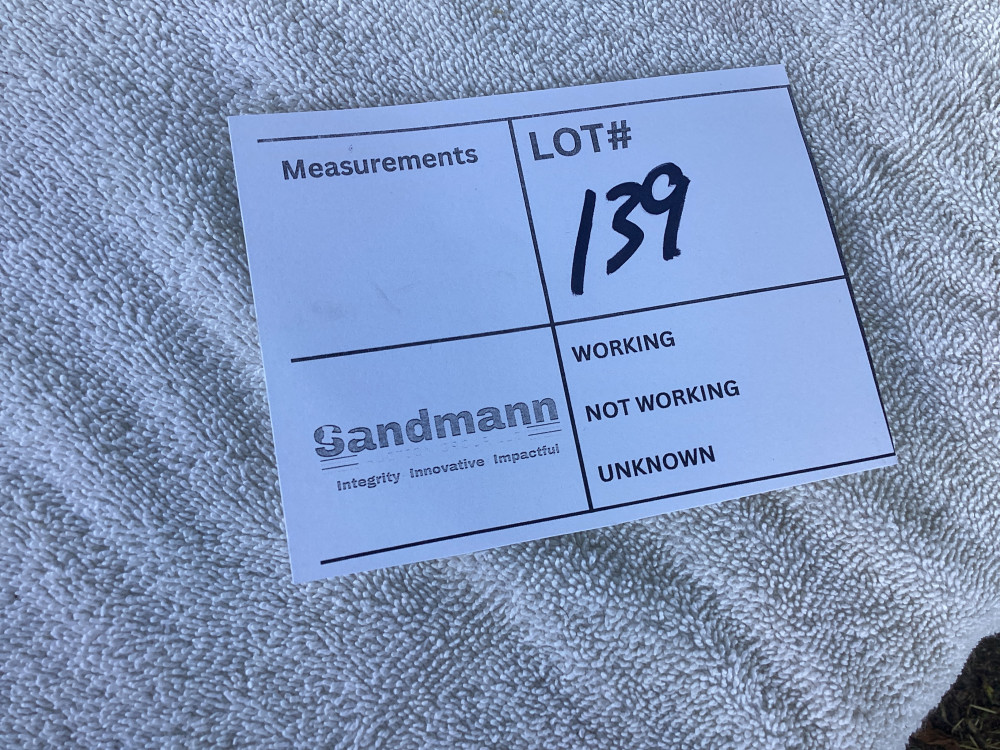 Measurements
LOT#
139
Sandmann
Integrity Innovative Impactful
WORKING
NOT WORKING
UNKNOWN